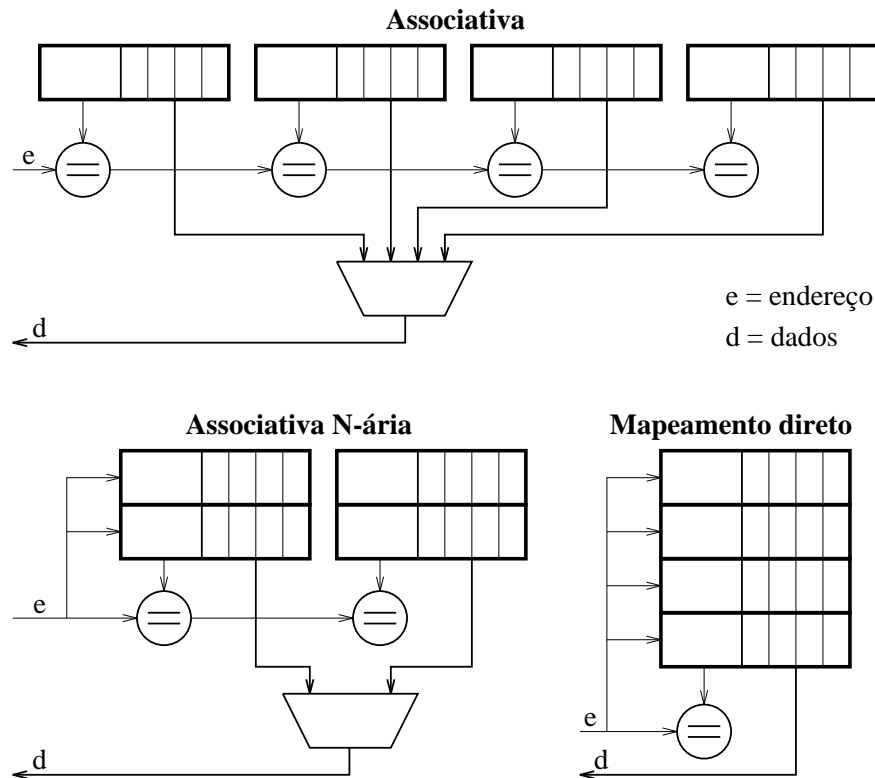 Associativa
e
e = endereço
d
d = dados
Associativa N-ária
Mapeamento direto
e
e
d
d